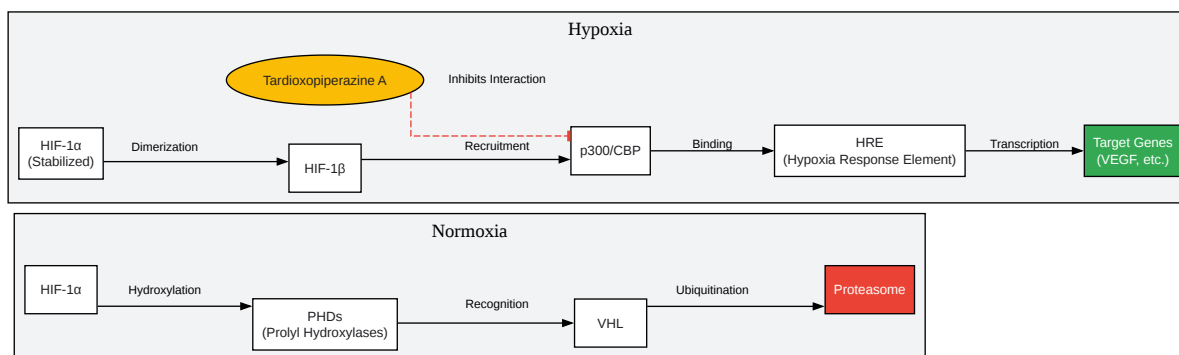 Hypoxia
Tardioxopiperazine A
Inhibits Interaction
HIF-1α
(Stabilized)
Dimerization
HIF-1β
Recruitment
p300/CBP
Binding
HRE
(Hypoxia Response Element)
Transcription
Target Genes
(VEGF, etc.)
Normoxia
HIF-1α
Hydroxylation
PHDs
(Prolyl Hydroxylases)
Recognition
VHL
Ubiquitination
Proteasome